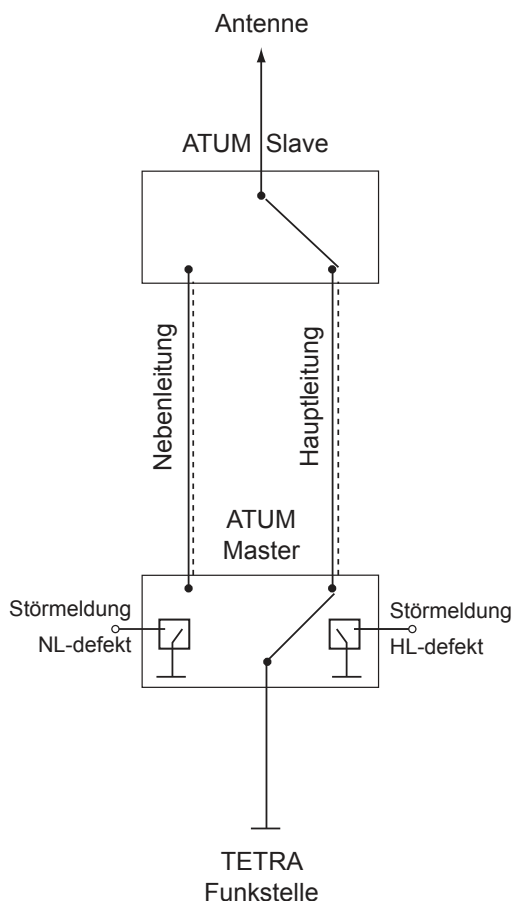 Antenne
ATUM Slave
Nebenleitung
Hauptleitung
ATUM
Master
Störmeldung
NL-defekt
Störmeldung
HL-defekt
TETRA
Funkstelle